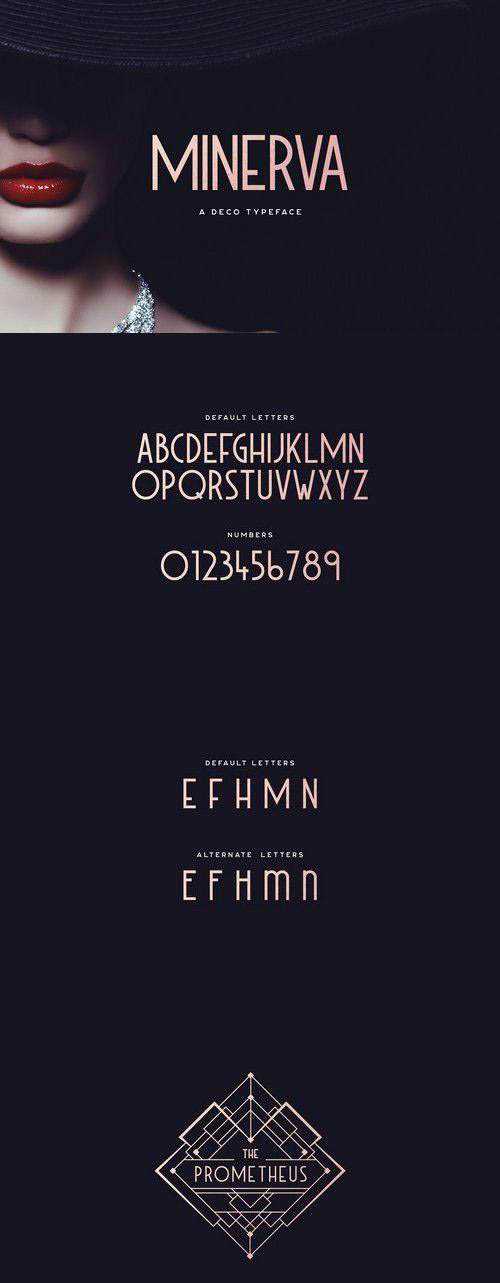 MINERVA
A DECO TYPEFACE
DEFAULT LETTERS
ABCDEFGHIJKLMN
OPQRSTUVWXYZ
NUMBERS
0123456789
DEFAULT LETTERS
E F H M N
ALTERNATE LETTERS
E F H m n
THE
PROMETHEUS